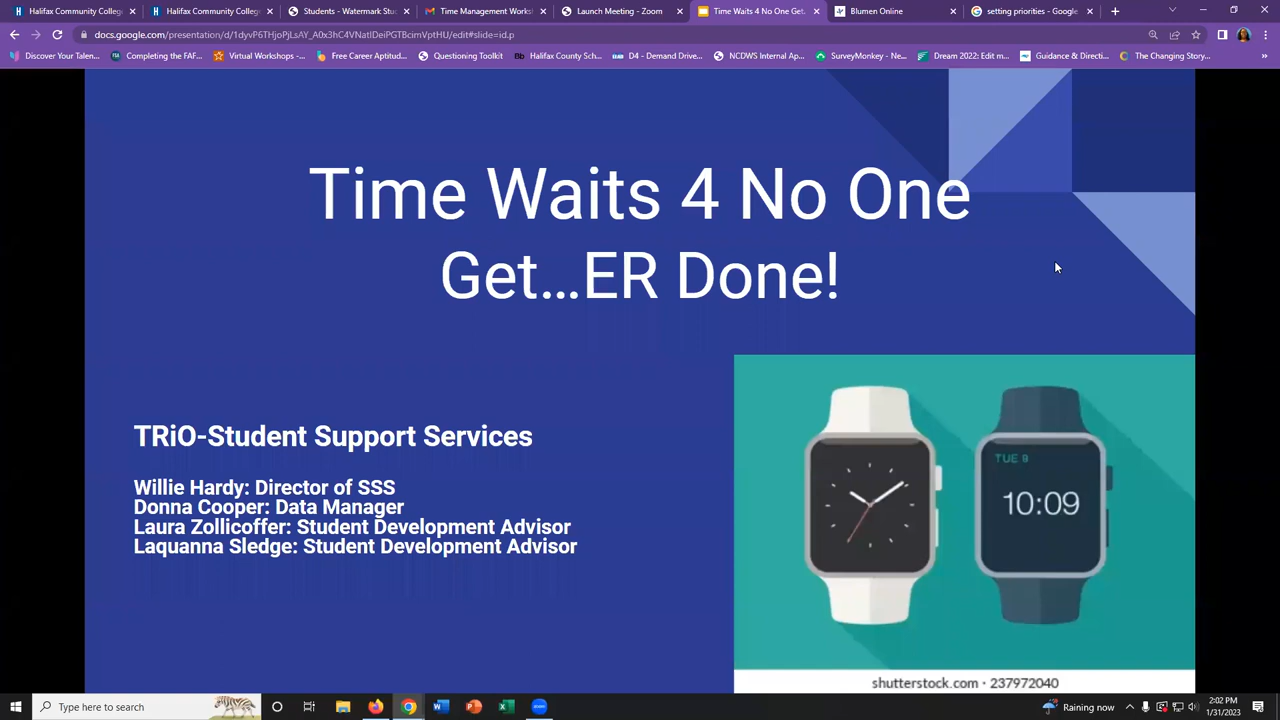 Halifax Community Colleg
Halifax Community Colleg
Students - Watermark Stu
Time Management Works
Launch Meeting - Zoom
Time Waits 4 No One Get
Blumen Online
setting priorities - Google
docs.google.com/presentation/d/1dyvP6THjoPjLsAY_A0x3hC4VNatlDeiPGTBcimVptHU/edit#slide=id.p
Discover Your Talen...
Completing the FAF...
Virtual Workshops -...
Free Career Aptitud...
Questioning Toolkit
Halifax County Sch...
D4 - Demand Drive...
NCDWS Internal Ap...
SurveyMonkey - Ne...
Dream 2022: Edit m...
Guidance & Directi...
The Changing Story...
Time Waits 4 No One
Get...ER Done!
TRiO-Student Support Services
Willie Hardy: Director of SSS
Donna Cooper: Data Manager
Laura Zollicoffer: Student Development Advisor
Laquanna Sledge: Student Development Advisor
TUE 9
10:09
shutterstock.com · 237972040
Type here to search
Raining now
2:02 PM
1/31/2023